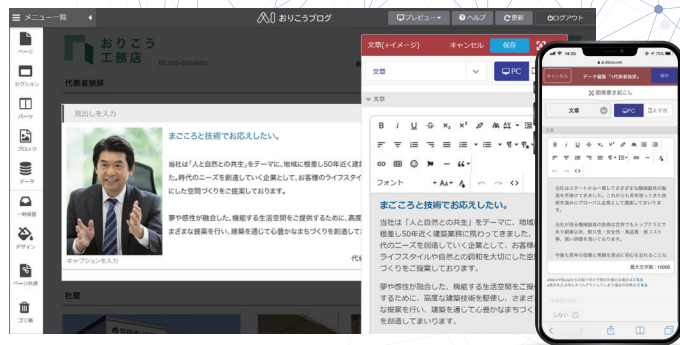 メニュー一覧
おりこうブログ
プレビュー
ヘルプ
更新
ログアウト
ページ
セクション
パーツ
ブロック
データ
一時保管
デザイン
ページ共通
ゴミ箱
おりこう
工務店
TEL:000-000-0000
代表者挨拶
見出しを入力
まごころと技術でお応えしたい。
当社は「人と自然との共生」をテーマに、地域に根差し50年近く建
た。時代のニーズを創造していく企業として、お客様のライフスタイ
にした空間づくりをご提案しております。
夢や感性が融合した、機能する生活空間をご提供するために、高度
まざまな提案を行い、建築を通じて心豊かなまちづくりを創造して
キャプションを入力
代
社屋
文章(+イメージ)
キャンセル
保存
文章
PC
文章
B i U
フォント
まごころと技術でお応えしたい。
当社は「人と自然との共生」をテーマに、地域
根差し50年近く建築業務に携わってきました。
代のニーズを創造していく企業として、お客様
ライフスタイルや自然との調和を大切にした空
づくりをご提案しております。
夢や感性が融合した、機能する生活空間をご提
するために、高度な建築技術を駆使し、さまざ
な提案を行い、建築を通じて心豊かなまちづく
を創造してまいります。
14:25
キャンセル
データ編集「代表者挨拶」
保存
画像書き起こし
文章
PC
スマホ
文章
B i U
最大文字数：10000
しない